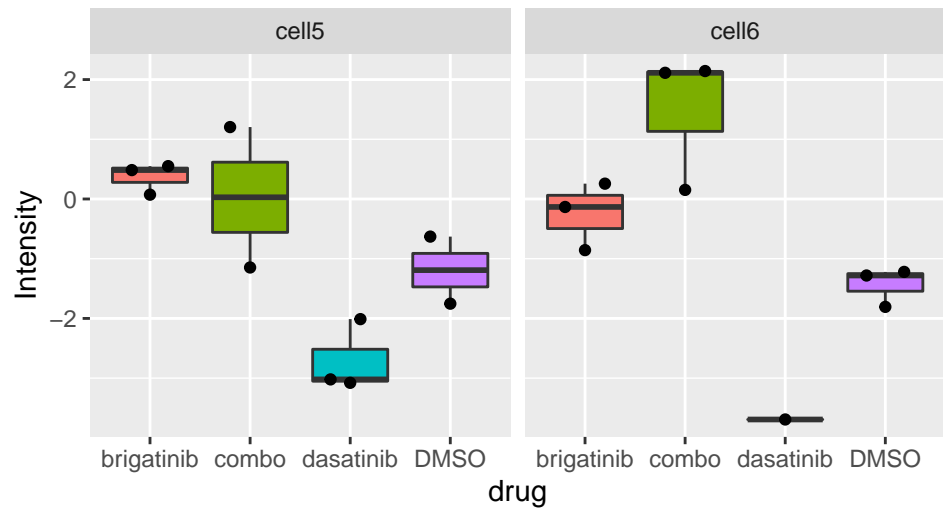 cell5 cell6
Intensity
2
0
−2
brigatinib combo dasatinib DMSO brigatinib combo dasatinib DMSO
drug